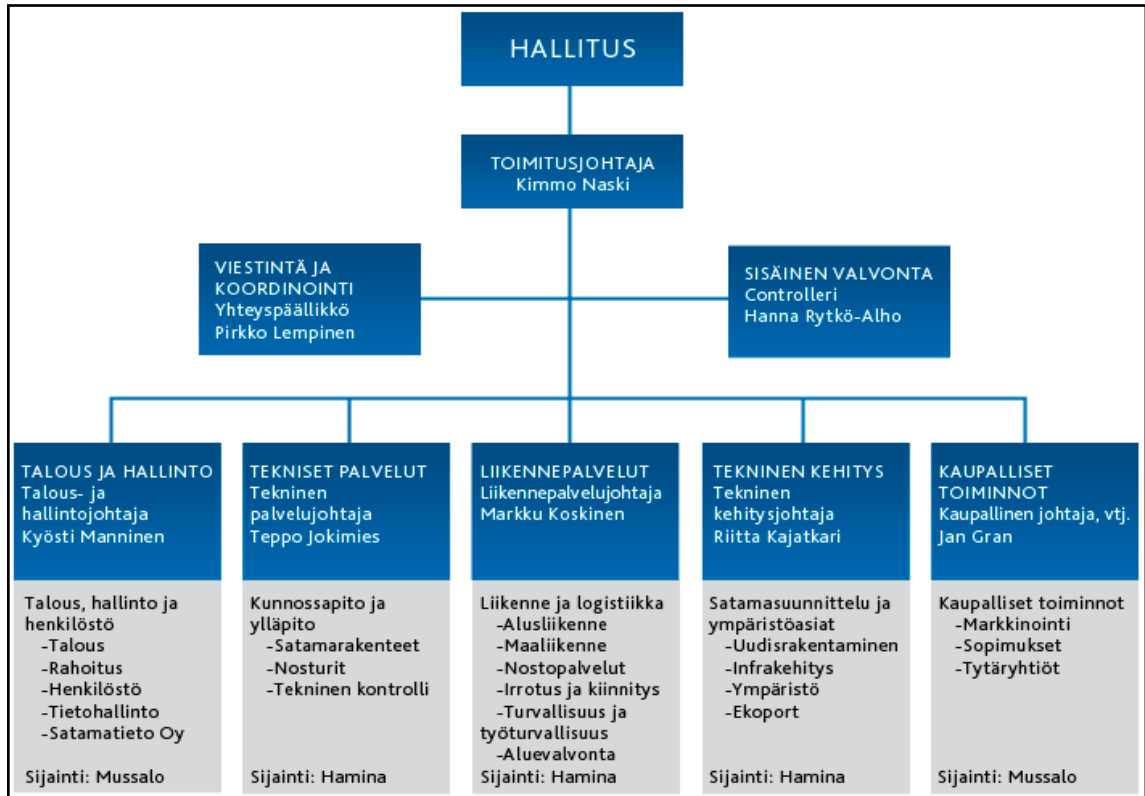 HALLITUS
TOIMITUSJOHTAJA
Kimmo Naski
VIESTINTÄ JA
KOORDINOINTI
Yhteyspäällikkö
Pirkko Lempinen
SISÄINEN VALVONTA
Controlleri
Hanna Rytkö-Alho
TALOUS JA HALLINTO
Talous- ja
hallintojohtaja
Kyösti Manninen
Talous, hallinto ja
henkilöstö
-Talous
-Rahoitus
-Henkilöstö
-Tietohallinto
-Satamatieto Oy
Sijainti: Mussalo
TEKNISET PALVELUT
Tekninen
palvelujohtaja
Teppo Jokimies
Kunnossapito ja
ylläpito
-Satamarakenteet
-Nosturit
-Tekninen kontrolli
Sijainti: Hamina
LIIKENNEPALVELUT
Liikennepalvelujohtaja
Markku Koskinen
Liikenne ja logistiikka
-Alusliikenne
-Maaliikenne
-Nostopalvelut
-Irrotus ja kiinnitys
-Turvallisuus ja
työturvallisuus
-Aluevalvonta
Sijainti: Hamina
TEKNINEN KEHITYS
Tekninen
kehitysjohtaja
Riitta Kajatkari
Satamasuunnittelu ja
ympäristöasiat
-Uudisrakentaminen
-Infrakehitys
-Ympäristö
-Ekoport
Sijainti: Hamina
KAUPALLISET
TOIMINNOT
Kaupallinen johtaja, vtj.
Jan Gran
Kaupalliset toiminnot
-Markkinointi
-Sopimukset
-Tytäryhtiöt
Sijainti: Mussalo